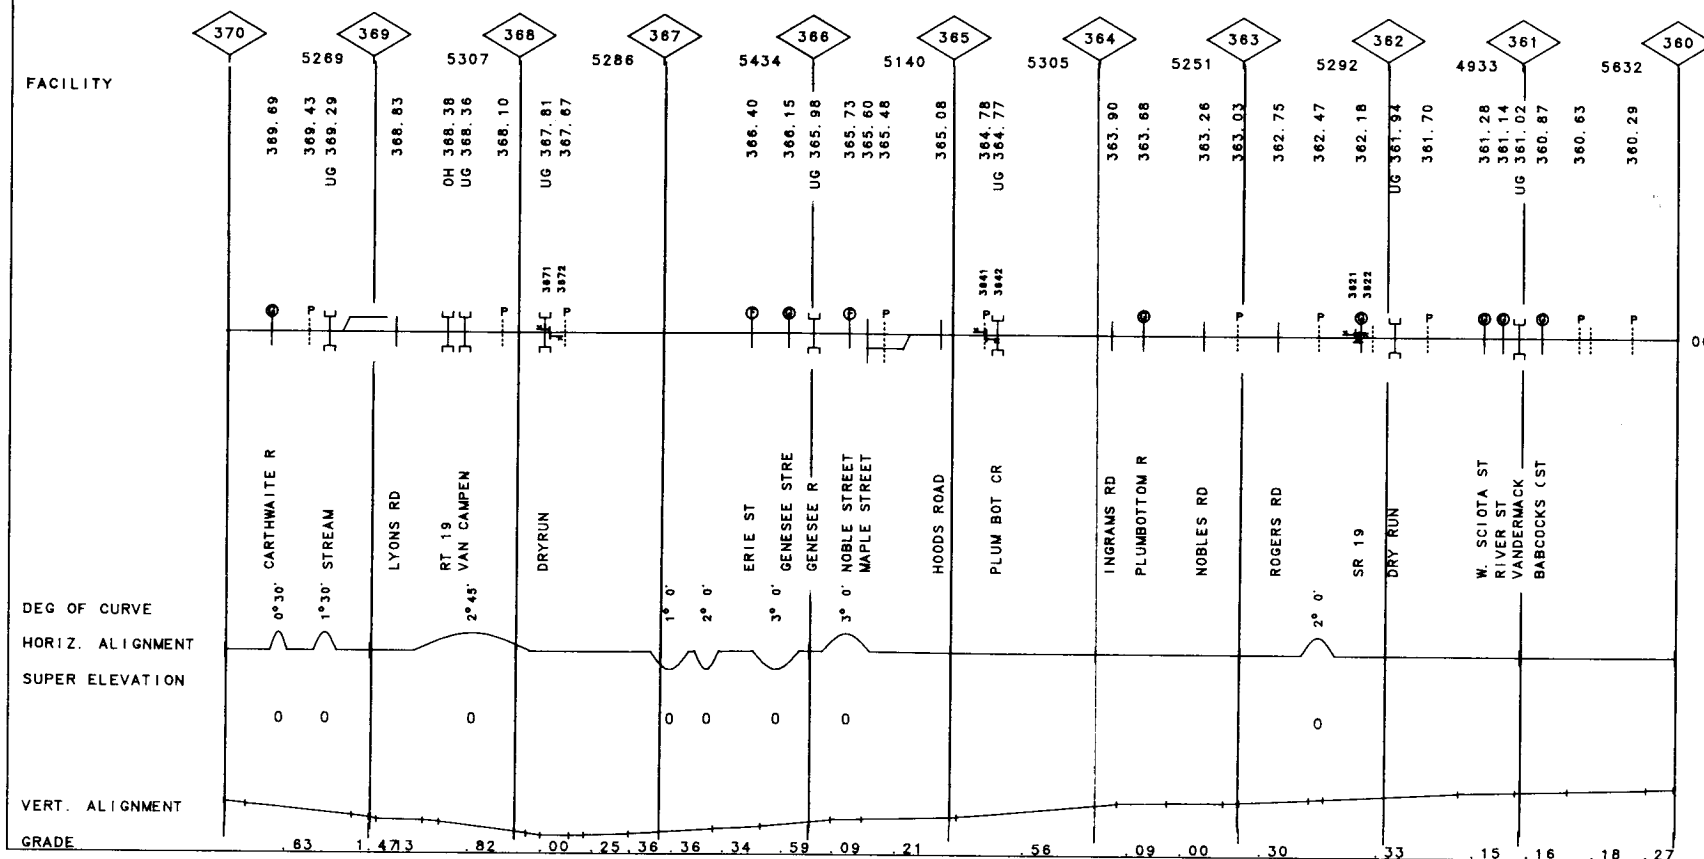 370 369 368 367 366 365 364 363 362 361 360
5269 5307 5286 5434 5140 5305 5251 5292 4933 5632
FACILITY
369.69 369.43 UG 369.29 368.83 OH 368.38 UG 368.36 368.10 UG 367.81 367.67 366.40 366.15 UG 365.98 365.73 365.60 365.48 365.08 364.78 UG 364.77 363.90 363.68 363.26 363.03 362.75 362.47 362.18 UG 361.94 361.70 361.28 361.14 UG 361.02 360.87 360.63 360.29
3671 3672 3641 3642 3621 3622
G P P P F G F P P G P P G P G G G P P
CARTHWAITE R
STREAM
LYONS RD
RT 19
VAN CAMPEN
DRYRUN
ERIE ST
GENESEE STRE
GENESEE R
NOBLE STREET
MAPLE STREET
HOODS ROAD
PLUM BOT CR
INGRAMS RD
PLUMBOTTOM R
NOBLES RD
ROGERS RD
SR 19
DRY RUN
W. SCIOTA ST
RIVER ST
VANDERMACK
BABCOCKS (ST
DEG OF CURVE 0°30' 1°30' 2°45' 1° 0' 2° 0' 3° 0' 3° 0' 2° 0'
HORIZ. ALIGNMENT
SUPER ELEVATION
0 0 0 0 0 0 0 0
VERT. ALIGNMENT
GRADE .63 1.47 .13 .82 .00 .25 .36 .36 .34 .59 .09 .21 .56 .09 .00 .30 .33 .15 .16 .18 .27